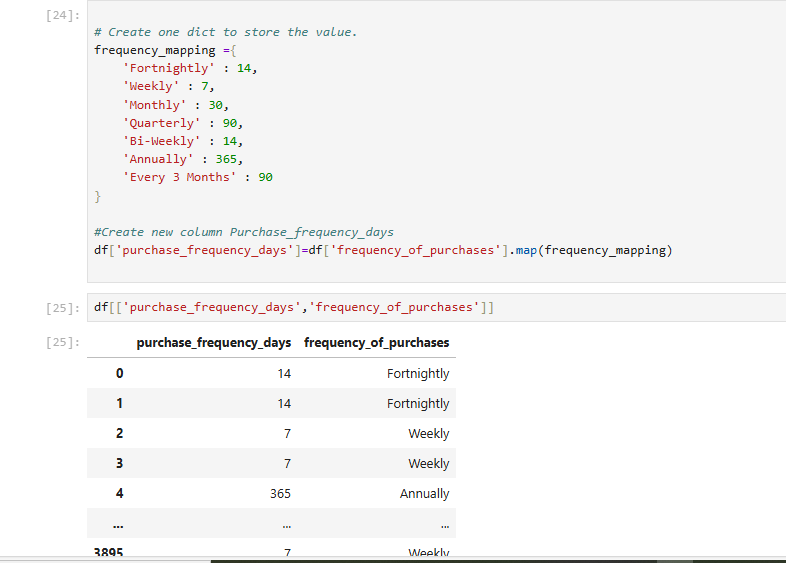 [24]:
# Create one dict to store the value.
frequency_mapping ={
    'Fortnightly' : 14,
    'Weekly' : 7,
    'Monthly' : 30,
    'Quarterly' : 90,
    'Bi-Weekly' : 14,
    'Annually' : 365,
    'Every 3 Months' : 90
}
#Create new column Purchase_frequency_days
df['purchase_frequency_days']=df['frequency_of_purchases'].map(frequency_mapping)
[25]: df[['purchase_frequency_days','frequency_of_purchases']]
[25]: purchase_frequency_days frequency_of_purchases
0 14 Fortnightly
1 14 Fortnightly
2 7 Weekly
3 7 Weekly
4 365 Annually
... ... ...
3895 7 Weekly